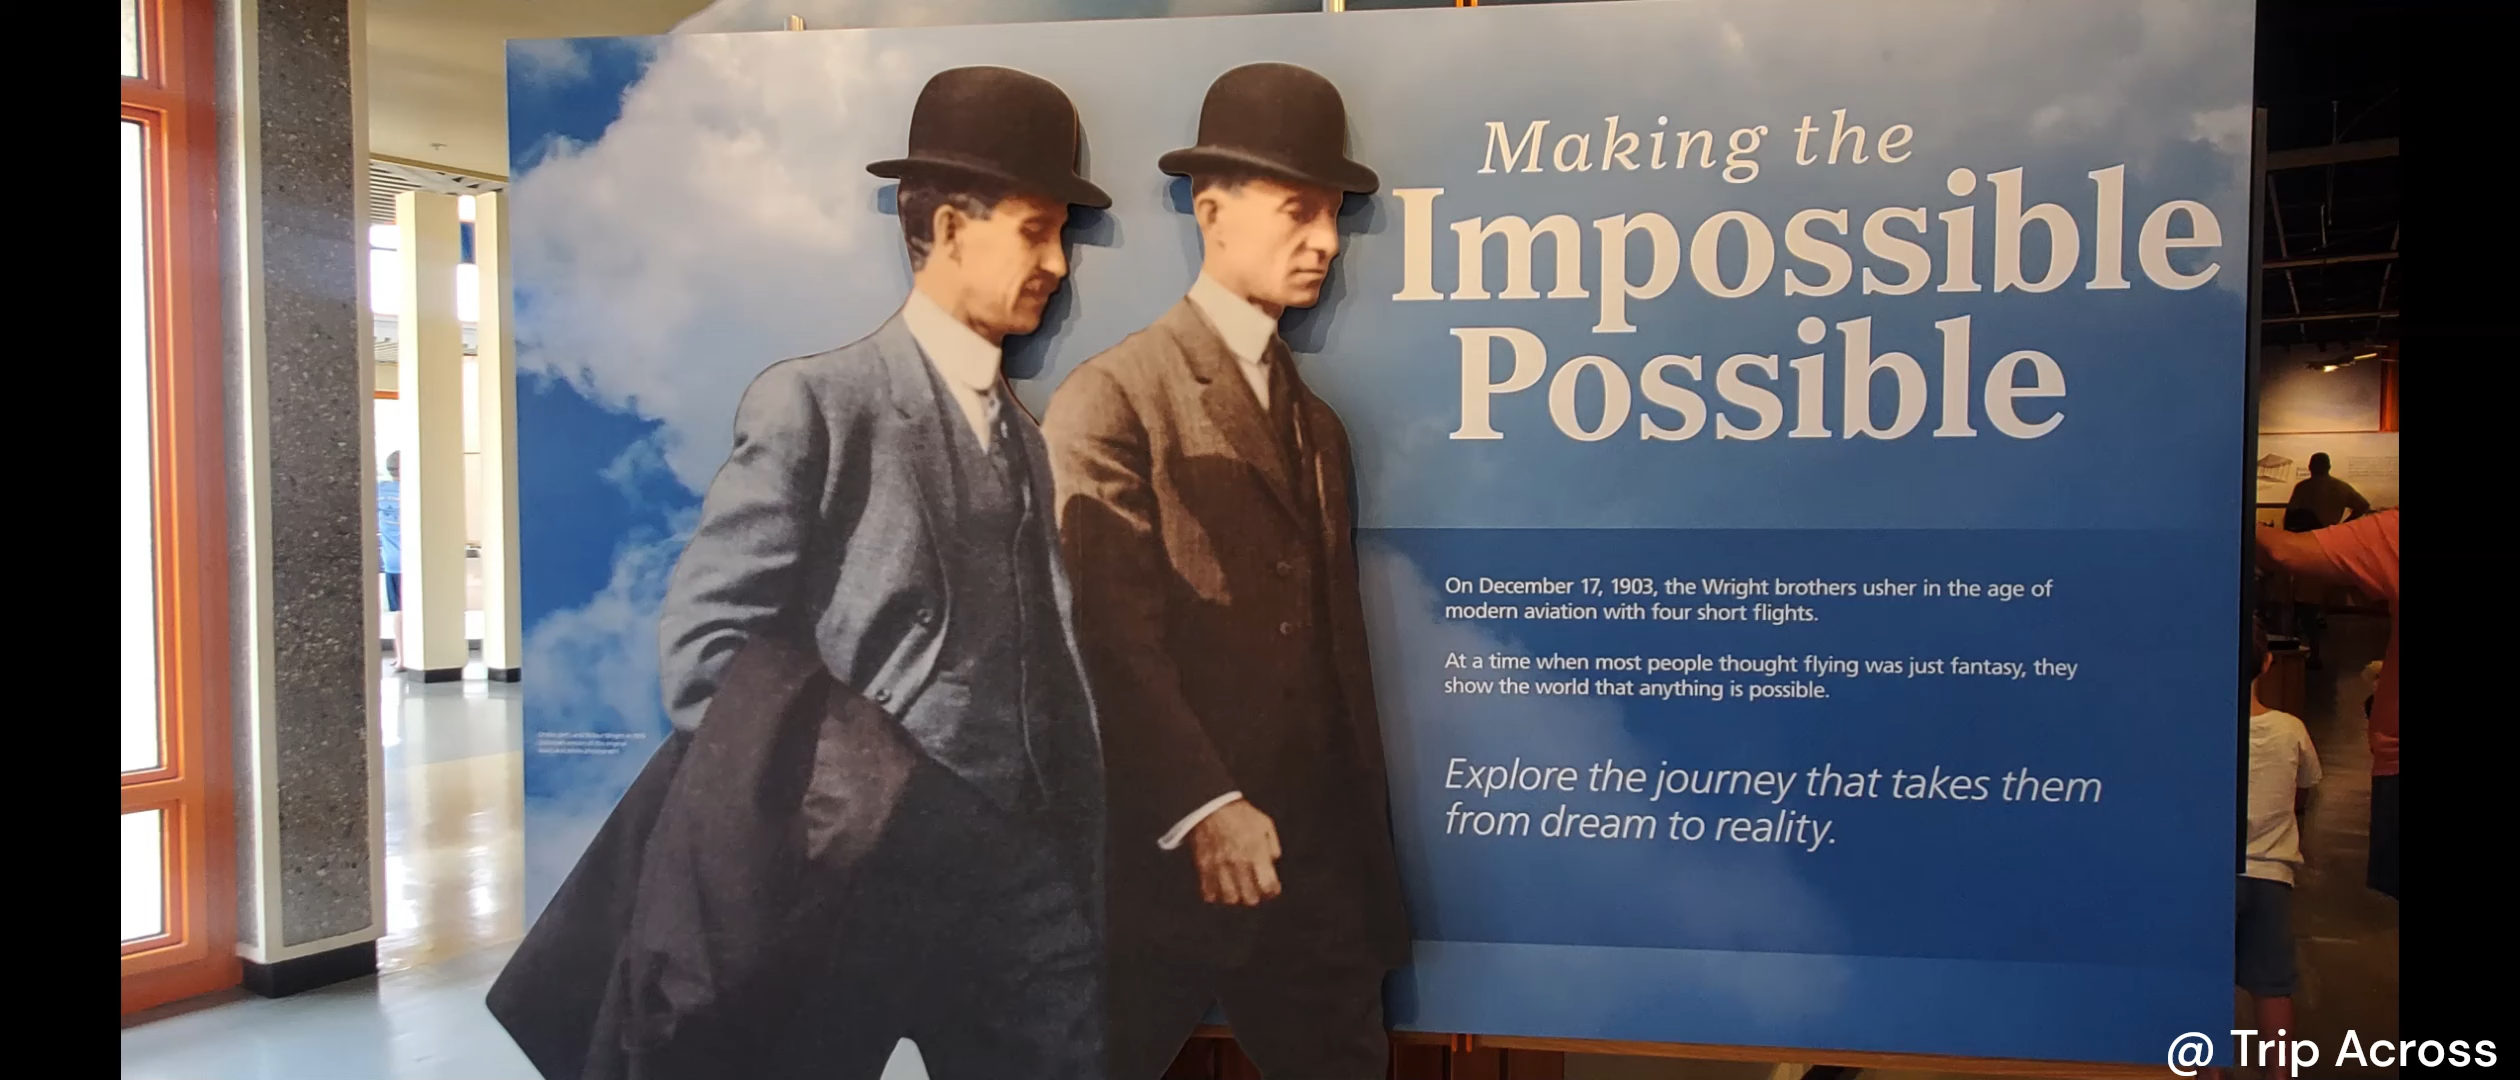 Making the
Impossible
Possible
On December 17, 1903, the Wright brothers usher in the age of
modern aviation with four short flights.
At a time when most people thought flying was just fantasy, they
show the world that anything is possible.
Explore the journey that takes them
from dream to reality.
@ Trip Across